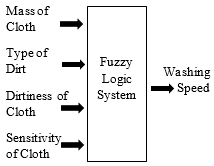 Mass of
Cloth
Type of
Dirt
Dirtiness of
Cloth
Sensitivity
of Cloth
Fuzzy
Logic
System
Washing
Speed